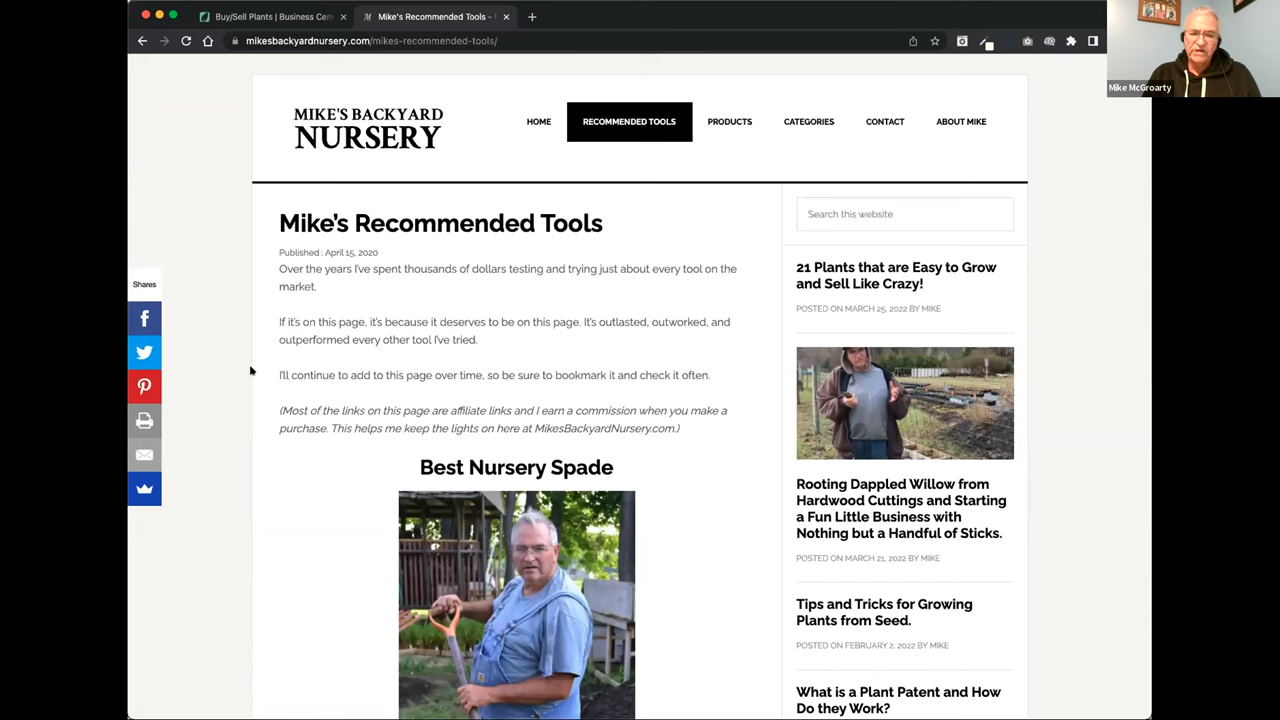 Buy/Sell Plants | Business Cen
Mike's Recommended Tools -
mikesbackyardnursery.com/mikes-recommended-tools/
Mike McGroarty
MIKE'S BACKYARD
NURSERY
HOME
RECOMMENDED TOOLS
PRODUCTS
CATEGORIES
CONTACT
ABOUT MIKE
Mike's Recommended Tools
Published : April 15, 2020
Over the years I've spent thousands of dollars testing and trying just about every tool on the
market.
If it's on this page, it's because it deserves to be on this page. It's outlasted, outworked, and
outperformed every other tool I've tried.
I'll continue to add to this page over time, so be sure to bookmark it and check it often.
(Most of the links on this page are affiliate links and I earn a commission when you make a
purchase. This helps me keep the lights on here at MikesBackyardNursery.com.)
Best Nursery Spade
Shares
Search this website
21 Plants that are Easy to Grow
and Sell Like Crazy!
POSTED ON MARCH 25, 2022 BY MIKE
Rooting Dappled Willow from
Hardwood Cuttings and Starting
a Fun Little Business with
Nothing but a Handful of Sticks.
POSTED ON MARCH 21, 2022 BY MIKE
Tips and Tricks for Growing
Plants from Seed.
POSTED ON FEBRUARY 2, 2022 BY MIKE
What is a Plant Patent and How
Do they Work?